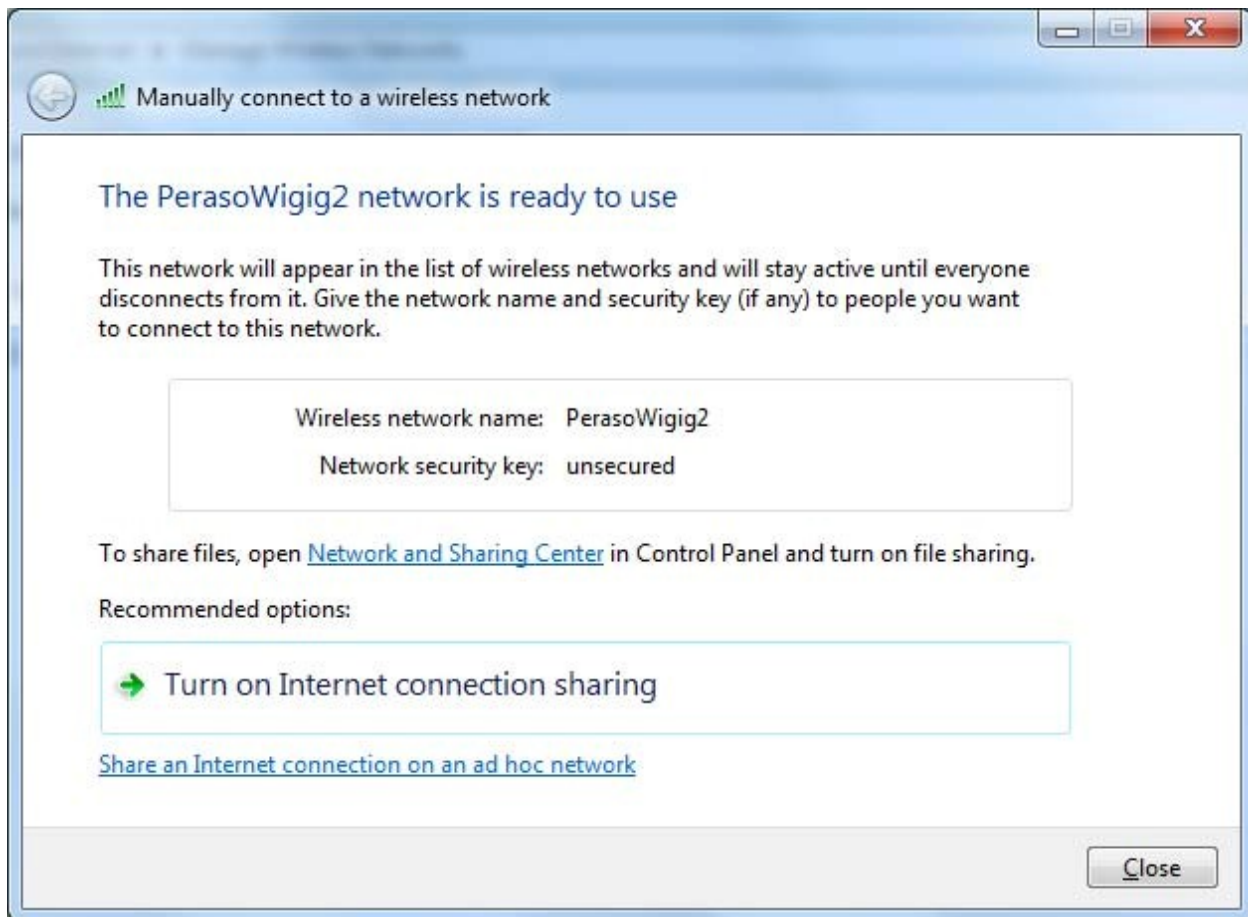 Manually connect to a wireless network
The PerasoWigig2 network is ready to use
This network will appear in the list of wireless networks and will stay active until everyone
disconnects from it. Give the network name and security key (if any) to people you want
to connect to this network.
Wireless network name: PerasoWigig2
Network security key: unsecured
To share files, open Network and Sharing Center in Control Panel and turn on file sharing.
Recommended options:
Turn on Internet connection sharing
Share an Internet connection on an ad hoc network
Close